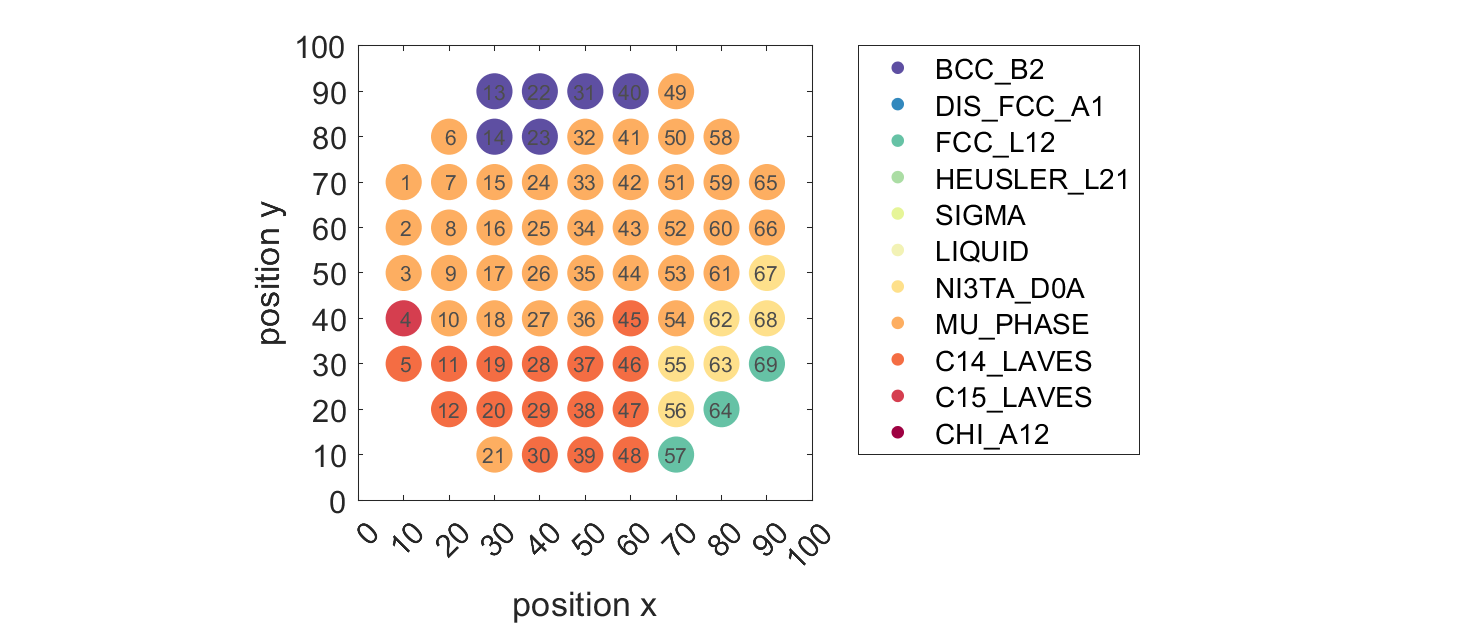 100
90
80
70
60
50
40
30
20
10
0
position y
13 22 31 40 49
6 14 23 32 41 50 58
1 7 15 24 33 42 51 59 65
2 8 16 25 34 43 52 60 66
3 9 17 26 35 44 53 61 67
4 10 18 27 36 45 54 62 68
5 11 19 28 37 46 55 63 69
12 20 29 38 47 56 64
21 30 39 48 57
0 10 20 30 40 50 60 70 80 90 100
position x
BCC_B2
DIS_FCC_A1
FCC_L12
HEUSLER_L21
SIGMA
LIQUID
NI3TA_D0A
MU_PHASE
C14_LAVES
C15_LAVES
CHI_A12